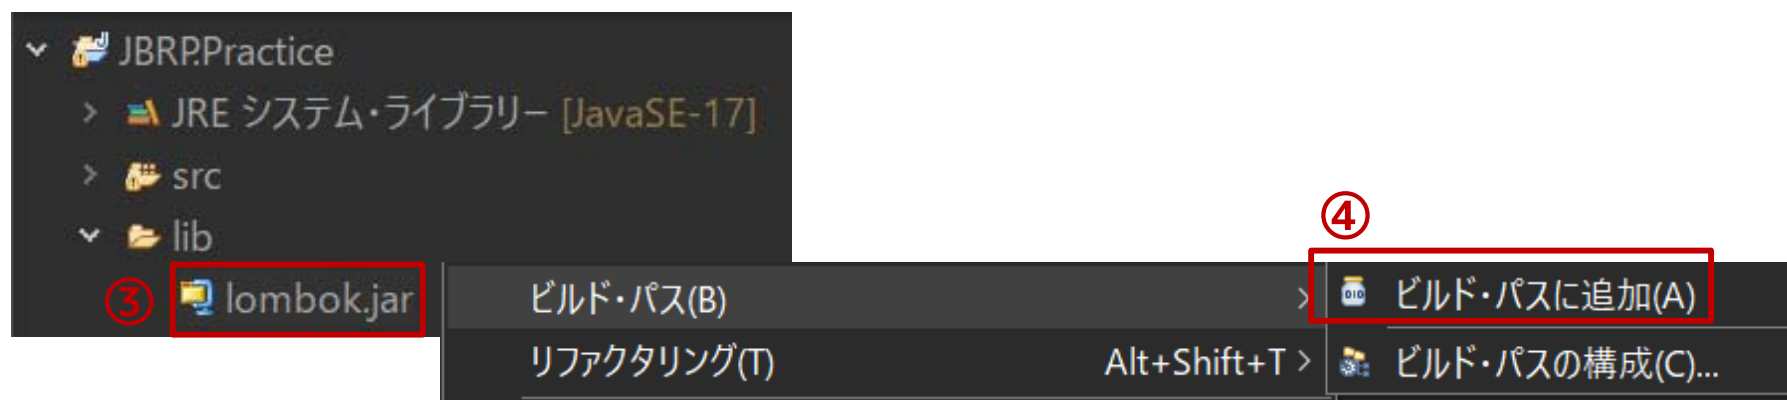 JBRP.Practice
JRE システム・ライブラリー [JavaSE-17]
src
lib
③ lombok.jar
ビルド・パス(B)
リファクタリング(T) Alt+Shift+T
④
ビルド・パスに追加(A)
ビルド・パスの構成(C)...